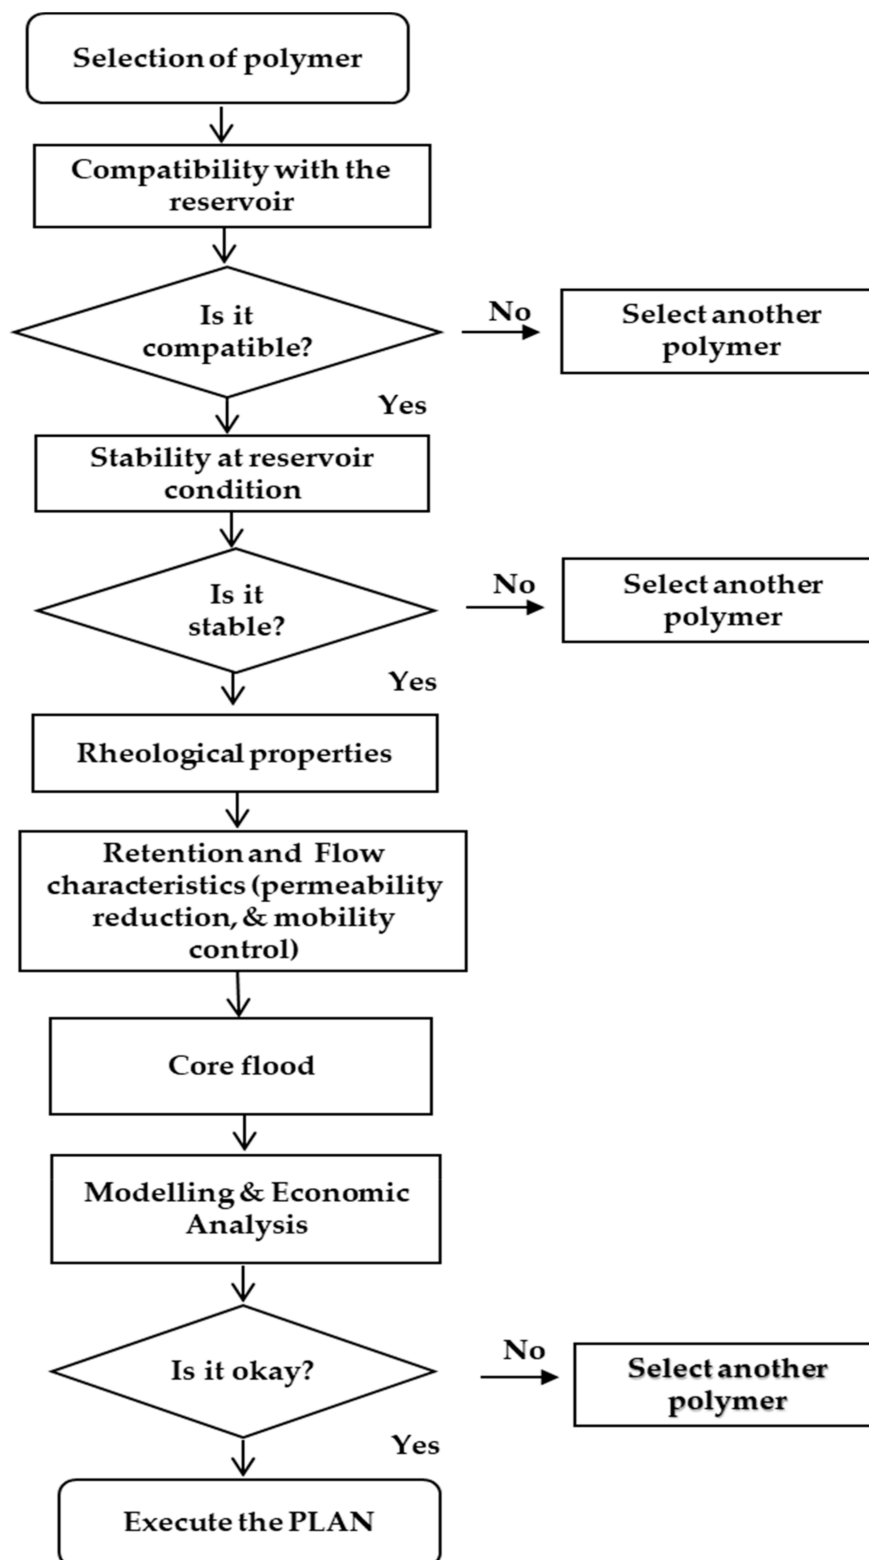 Selection of polymer
Compatibility with the
reservoir
Is it
compatible?
No
Select another
polymer
Yes
Stability at reservoir
condition
Is it
stable?
No
Select another
polymer
Yes
Rheological properties
Retention and Flow
characteristics (permeability
reduction, & mobility
control)
Core flood
Modelling & Economic
Analysis
Is it okay?
No
Select another
polymer
Yes
Execute the PLAN